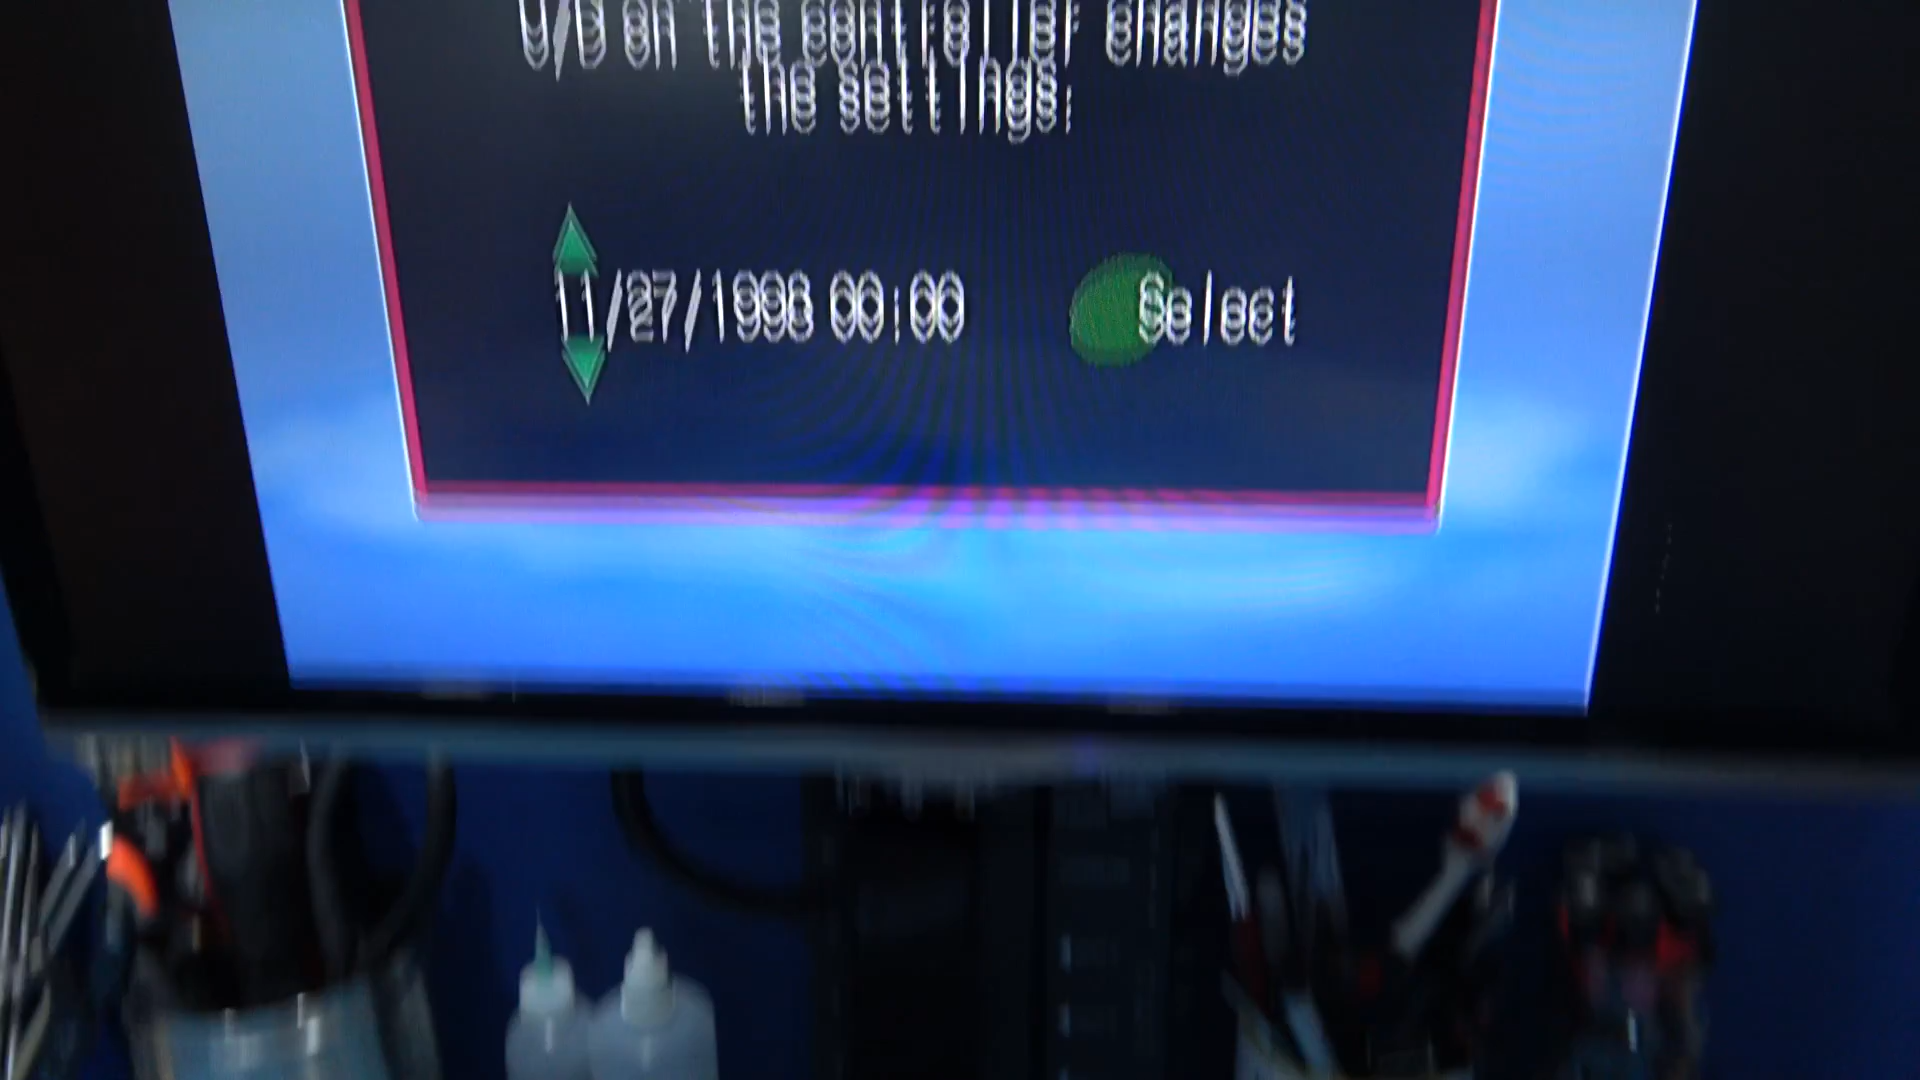 U/D on the controller changes
the settings.
11/27/1998 00:00
Select